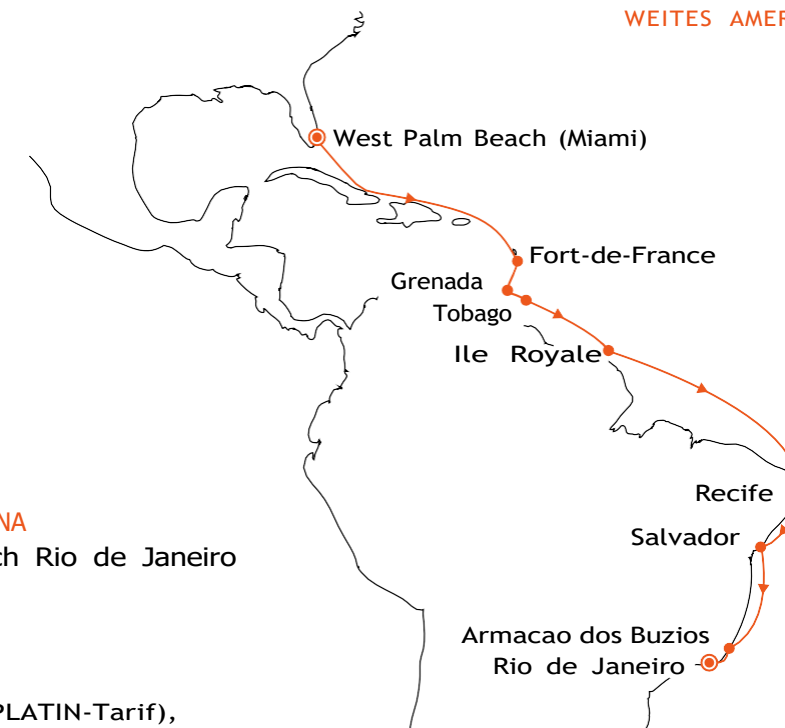 WEITES AMER
West Palm Beach (Miami)
Fort-de-France
Grenada
Tobago
Ile Royale
Recife
NA
Salvador
ch Rio de Janeiro
Armacao dos Buzios
Rio de Janeiro
PLATIN-Tarif),